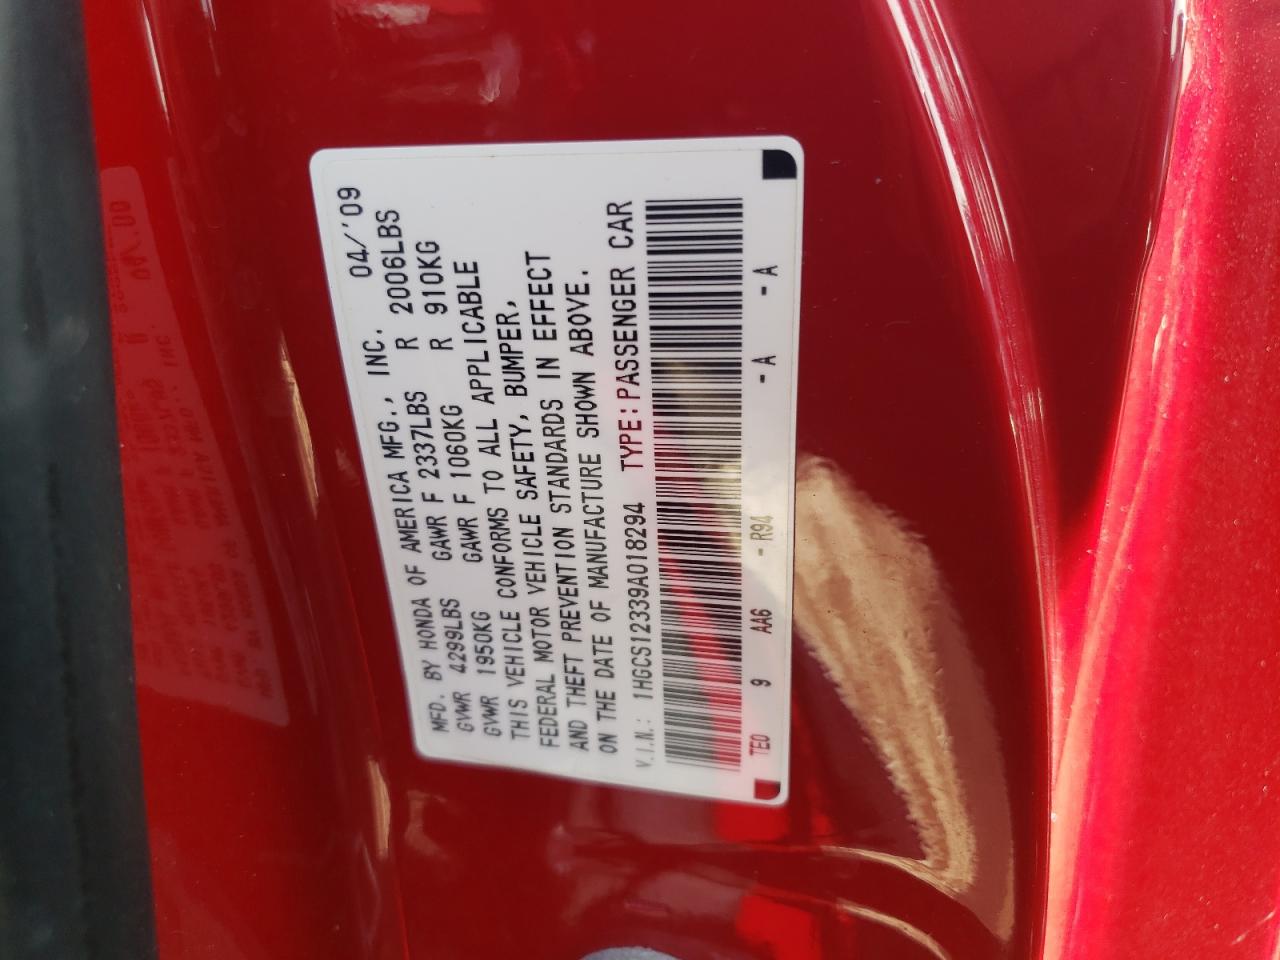 MFD. BY HONDA OF AMERICA MFG., INC. 04/'09
GVWR 4299LBS GAWR F 2337LBS R 2006LBS
GVWR 1950KG GAWR F 1060KG R 910KG
THIS VEHICLE CONFORMS TO ALL APPLICABLE
FEDERAL MOTOR VEHICLE SAFETY, BUMPER,
AND THEFT PREVENTION STANDARDS IN EFFECT
ON THE DATE OF MANUFACTURE SHOWN ABOVE.
V.I.N.: 1HGCS12339A018294 TYPE:PASSENGER CAR
TE0 9 AA6 - R94 - A - A